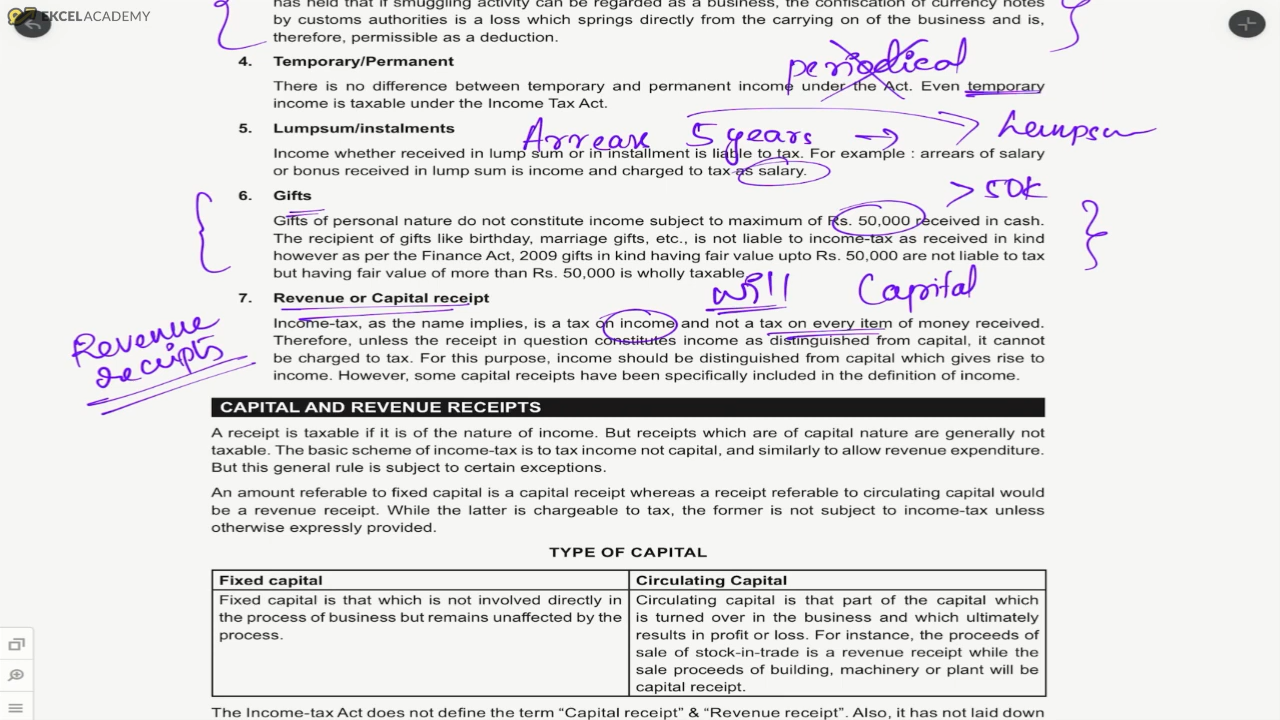 EKCELACADEMY
has held that if smuggling activity can be regarded as a business, the confiscation of currency notes
by customs authorities is a loss which springs directly from the carrying on of the business and is,
therefore, permissible as a deduction.
4. Temporary/Permanent
periodical
There is no difference between temporary and permanent income under the Act. Even temporary
income is taxable under the Income Tax Act.
5. Lumpsum/instalments
Arrears 5 years → Lumpsum
Income whether received in lump sum or in installment is liable to tax. For example : arrears of salary
or bonus received in lump sum is income and charged to tax as salary.
6. Gifts
> 50K
Gifts of personal nature do not constitute income subject to maximum of Rs. 50,000 received in cash.
The recipient of gifts like birthday, marriage gifts, etc., is not liable to income-tax as received in kind
however as per the Finance Act, 2009 gifts in kind having fair value upto Rs. 50,000 are not liable to tax
but having fair value of more than Rs. 50,000 is wholly taxable.
will Capital
7. Revenue or Capital receipt
Revenue
receipts
Income-tax, as the name implies, is a tax on income and not a tax on every item of money received.
Therefore, unless the receipt in question constitutes income as distinguished from capital, it cannot
be charged to tax. For this purpose, income should be distinguished from capital which gives rise to
income. However, some capital receipts have been specifically included in the definition of income.
CAPITAL AND REVENUE RECEIPTS
A receipt is taxable if it is of the nature of income. But receipts which are of capital nature are generally not
taxable. The basic scheme of income-tax is to tax income not capital, and similarly to allow revenue expenditure.
But this general rule is subject to certain exceptions.
An amount referable to fixed capital is a capital receipt whereas a receipt referable to circulating capital would
be a revenue receipt. While the latter is chargeable to tax, the former is not subject to income-tax unless
otherwise expressly provided.
TYPE OF CAPITAL
Fixed capital
Fixed capital is that which is not involved directly in
the process of business but remains unaffected by the
process.
Circulating Capital
Circulating capital is that part of the capital which
is turned over in the business and which ultimately
results in profit or loss. For instance, the proceeds of
sale of stock-in-trade is a revenue receipt while the
sale proceeds of building, machinery or plant will be
capital receipt.
The Income-tax Act does not define the term “Capital receipt” & “Revenue receipt”. Also, it has not laid down